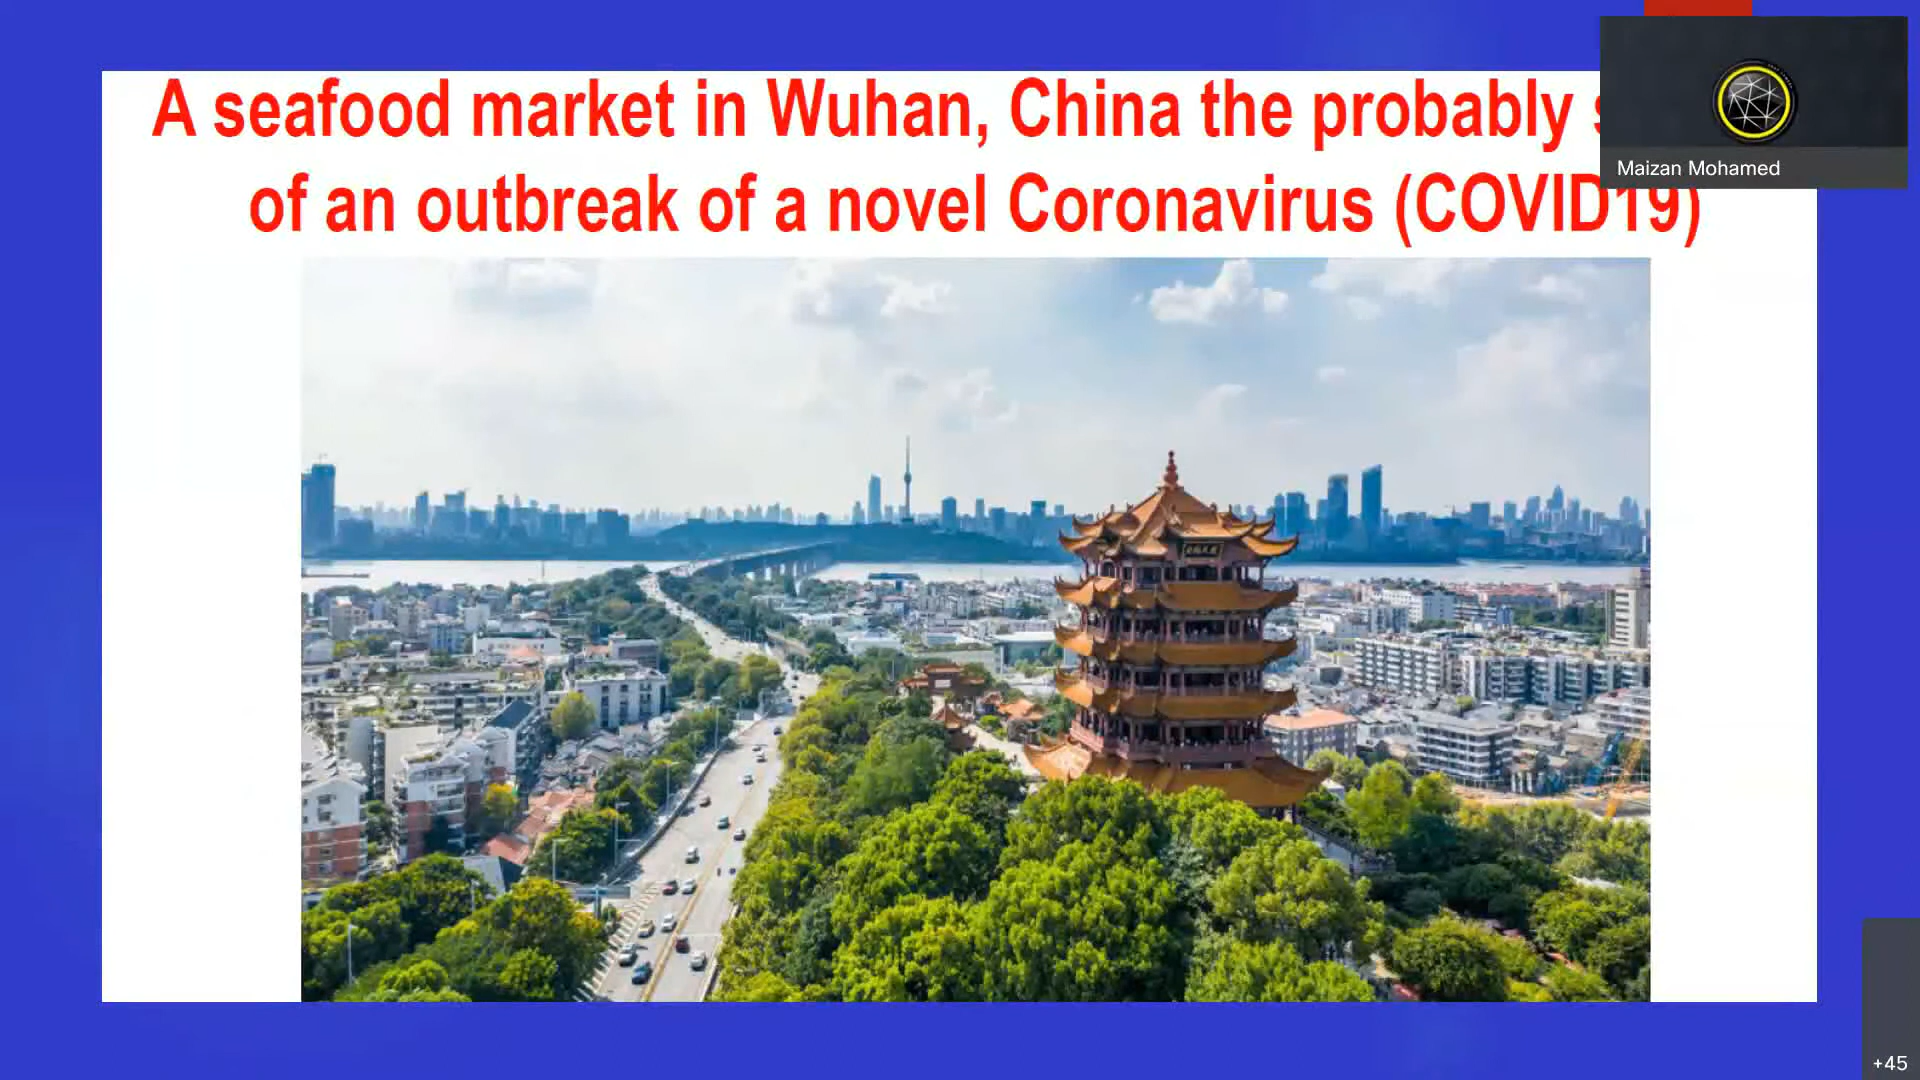 A seafood market in Wuhan, China the probably
of an outbreak of a novel Coronavirus (COVID19)
Maizan Mohamed
+45